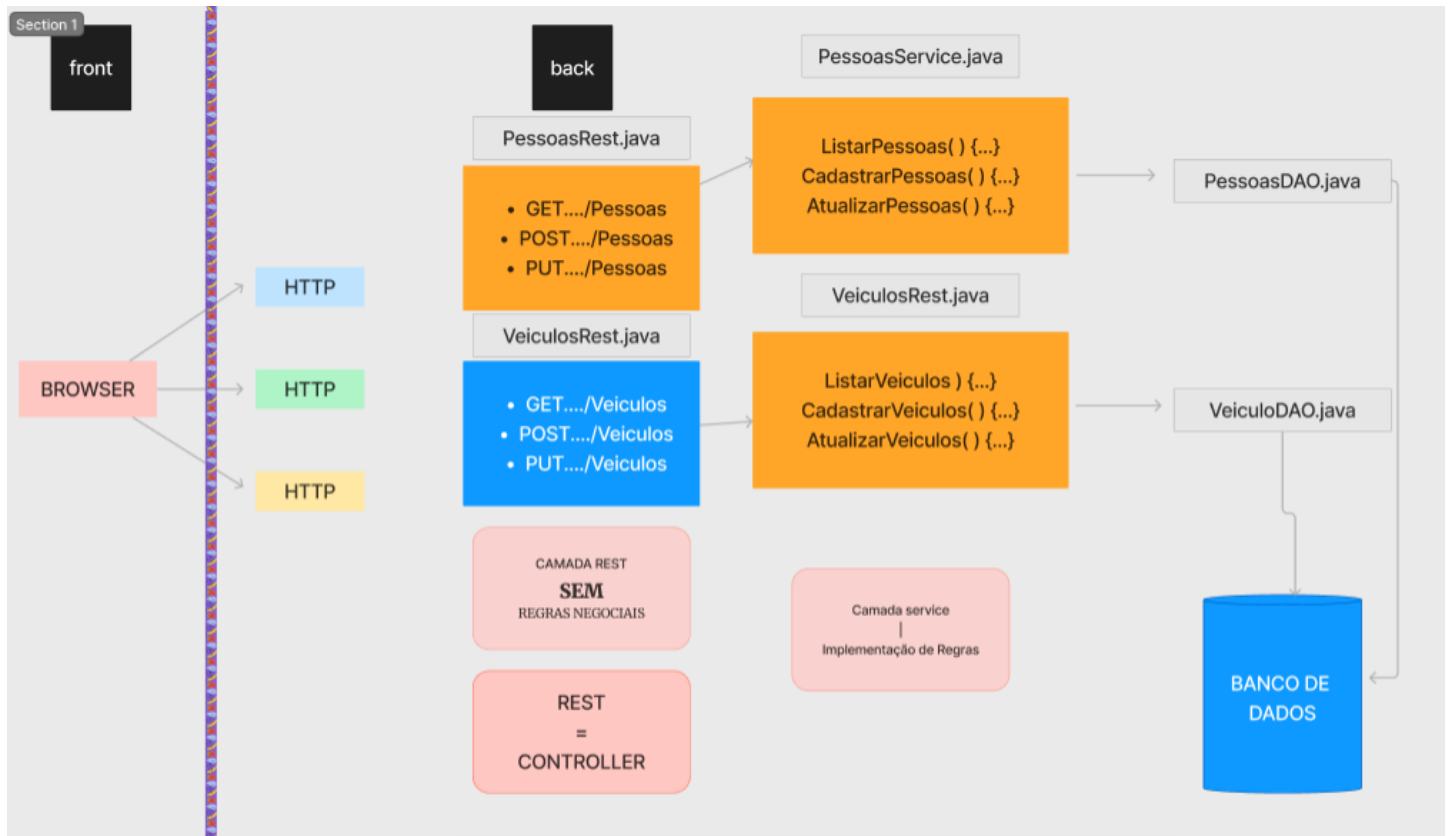 Section 1
front
back
PessoasService.java
PessoasRest.java
ListarPessoas( ) {...}
CadastrarPessoas( ) {...}
AtualizarPessoas( ) {...}
PessoasDAO.java
• GET..../Pessoas
• POST..../Pessoas
• PUT..../Pessoas
HTTP
VeiculosRest.java
VeiculosRest.java
BROWSER
HTTP
• GET..../Veiculos
• POST..../Veiculos
• PUT..../Veiculos
ListarVeiculos ) {...}
CadastrarVeiculos( ) {...}
AtualizarVeiculos( ) {...}
VeiculoDAO.java
HTTP
CAMADA REST
SEM
REGRAS NEGOCIAIS
Camada service
|
Implementação de Regras
REST
=
CONTROLLER
BANCO DE
DADOS